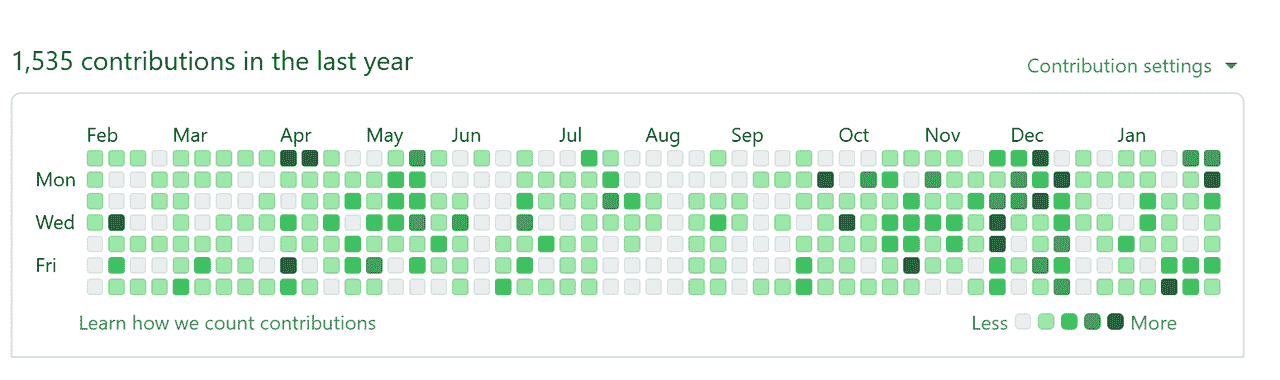 1,535 contributions in the last year
Contribution settings
Feb Mar Apr May Jun Jul Aug Sep Oct Nov Dec Jan
Mon
Wed
Fri
Learn how we count contributions
Less More